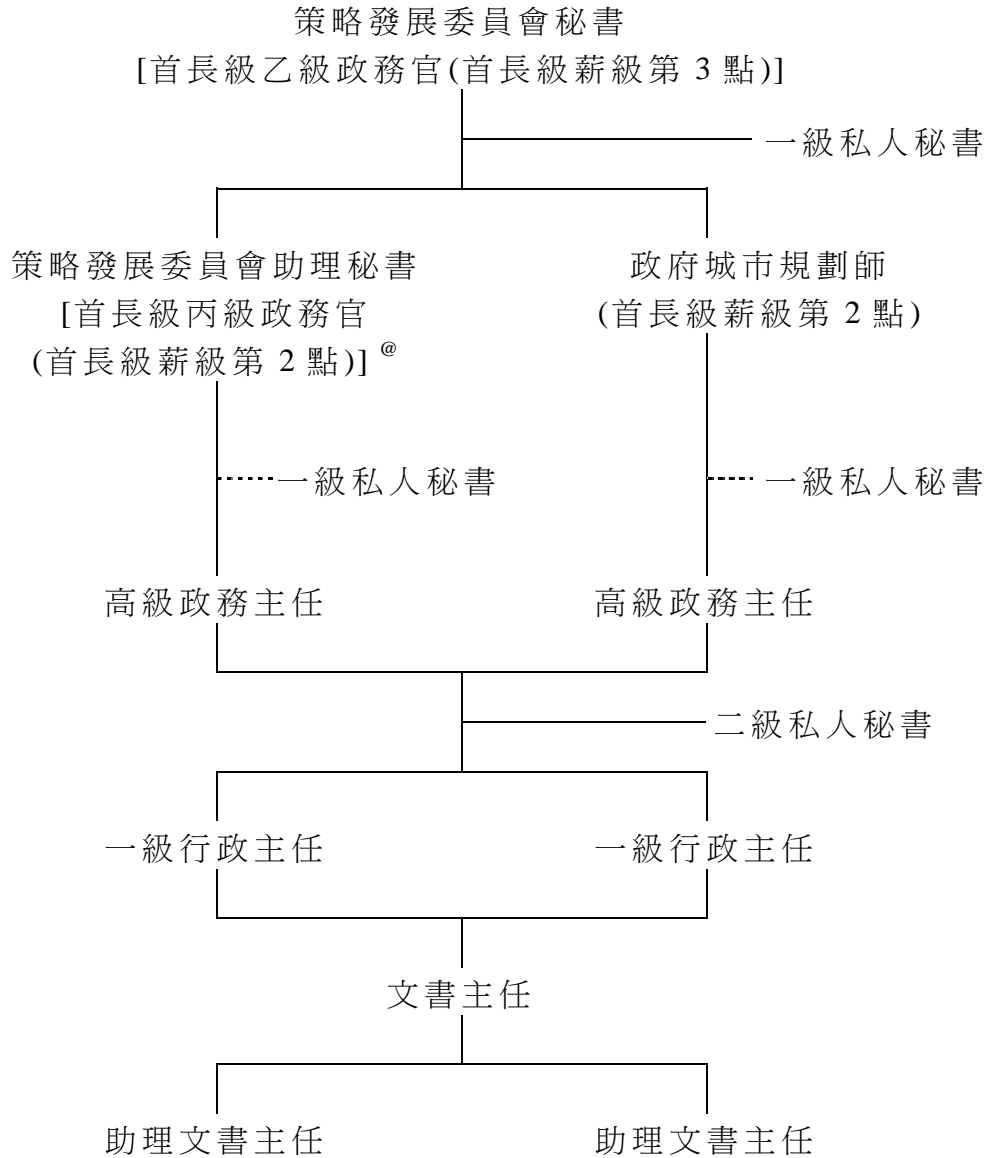 策略發展委員會秘書
[首長級乙級政務官(首長級薪級第 3 點)]
一級私人秘書
策略發展委員會助理秘書
[首長級丙級政務官
(首長級薪級第 2 點)] @
政府城市規劃師
(首長級薪級第 2 點)
一級私人秘書
一級私人秘書
高級政務主任
高級政務主任
二級私人秘書
一級行政主任
一級行政主任
文書主任
助理文書主任
助理文書主任